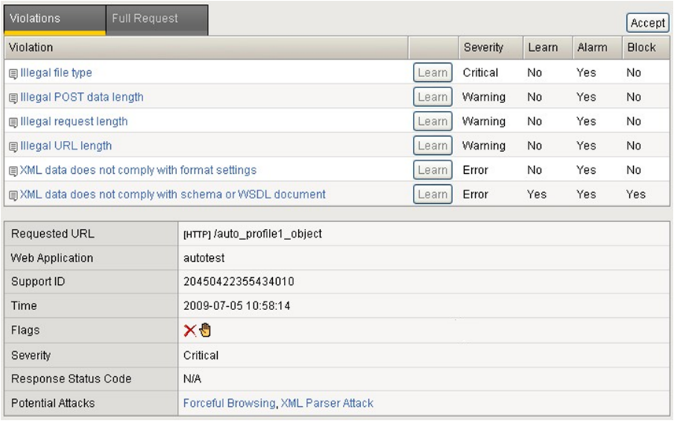 Violations Full Request
Accept
Violation Severity Learn Alarm Block
Illegal file type Learn Critical No Yes No
Illegal POST data length Learn Warning No Yes No
Illegal request length Learn Warning No Yes No
Illegal URL length Learn Warning No Yes No
XML data does not comply with format settings Learn Error No Yes No
XML data does not comply with schema or WSDL document Learn Error Yes Yes Yes
Requested URL [HTTP] /auto_profile1_object
Web Application autotest
Support ID 20450422355434010
Time 2009-07-05 10:58:14
Flags
Severity Critical
Response Status Code N/A
Potential Attacks Forceful Browsing, XML Parser Attack